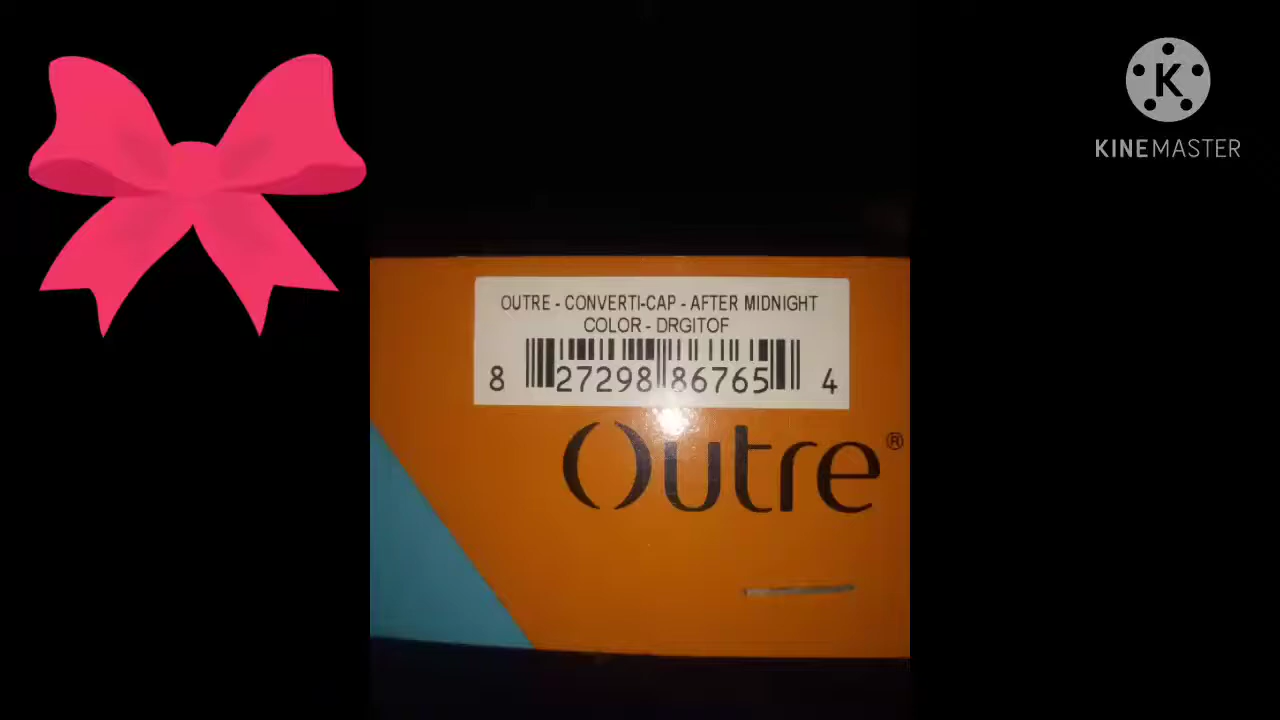 K
KINEMASTER
OUTRE - CONVERTI-CAP - AFTER MIDNIGHT
COLOR - DRGITOF
8 27298 86765 4
Outre®